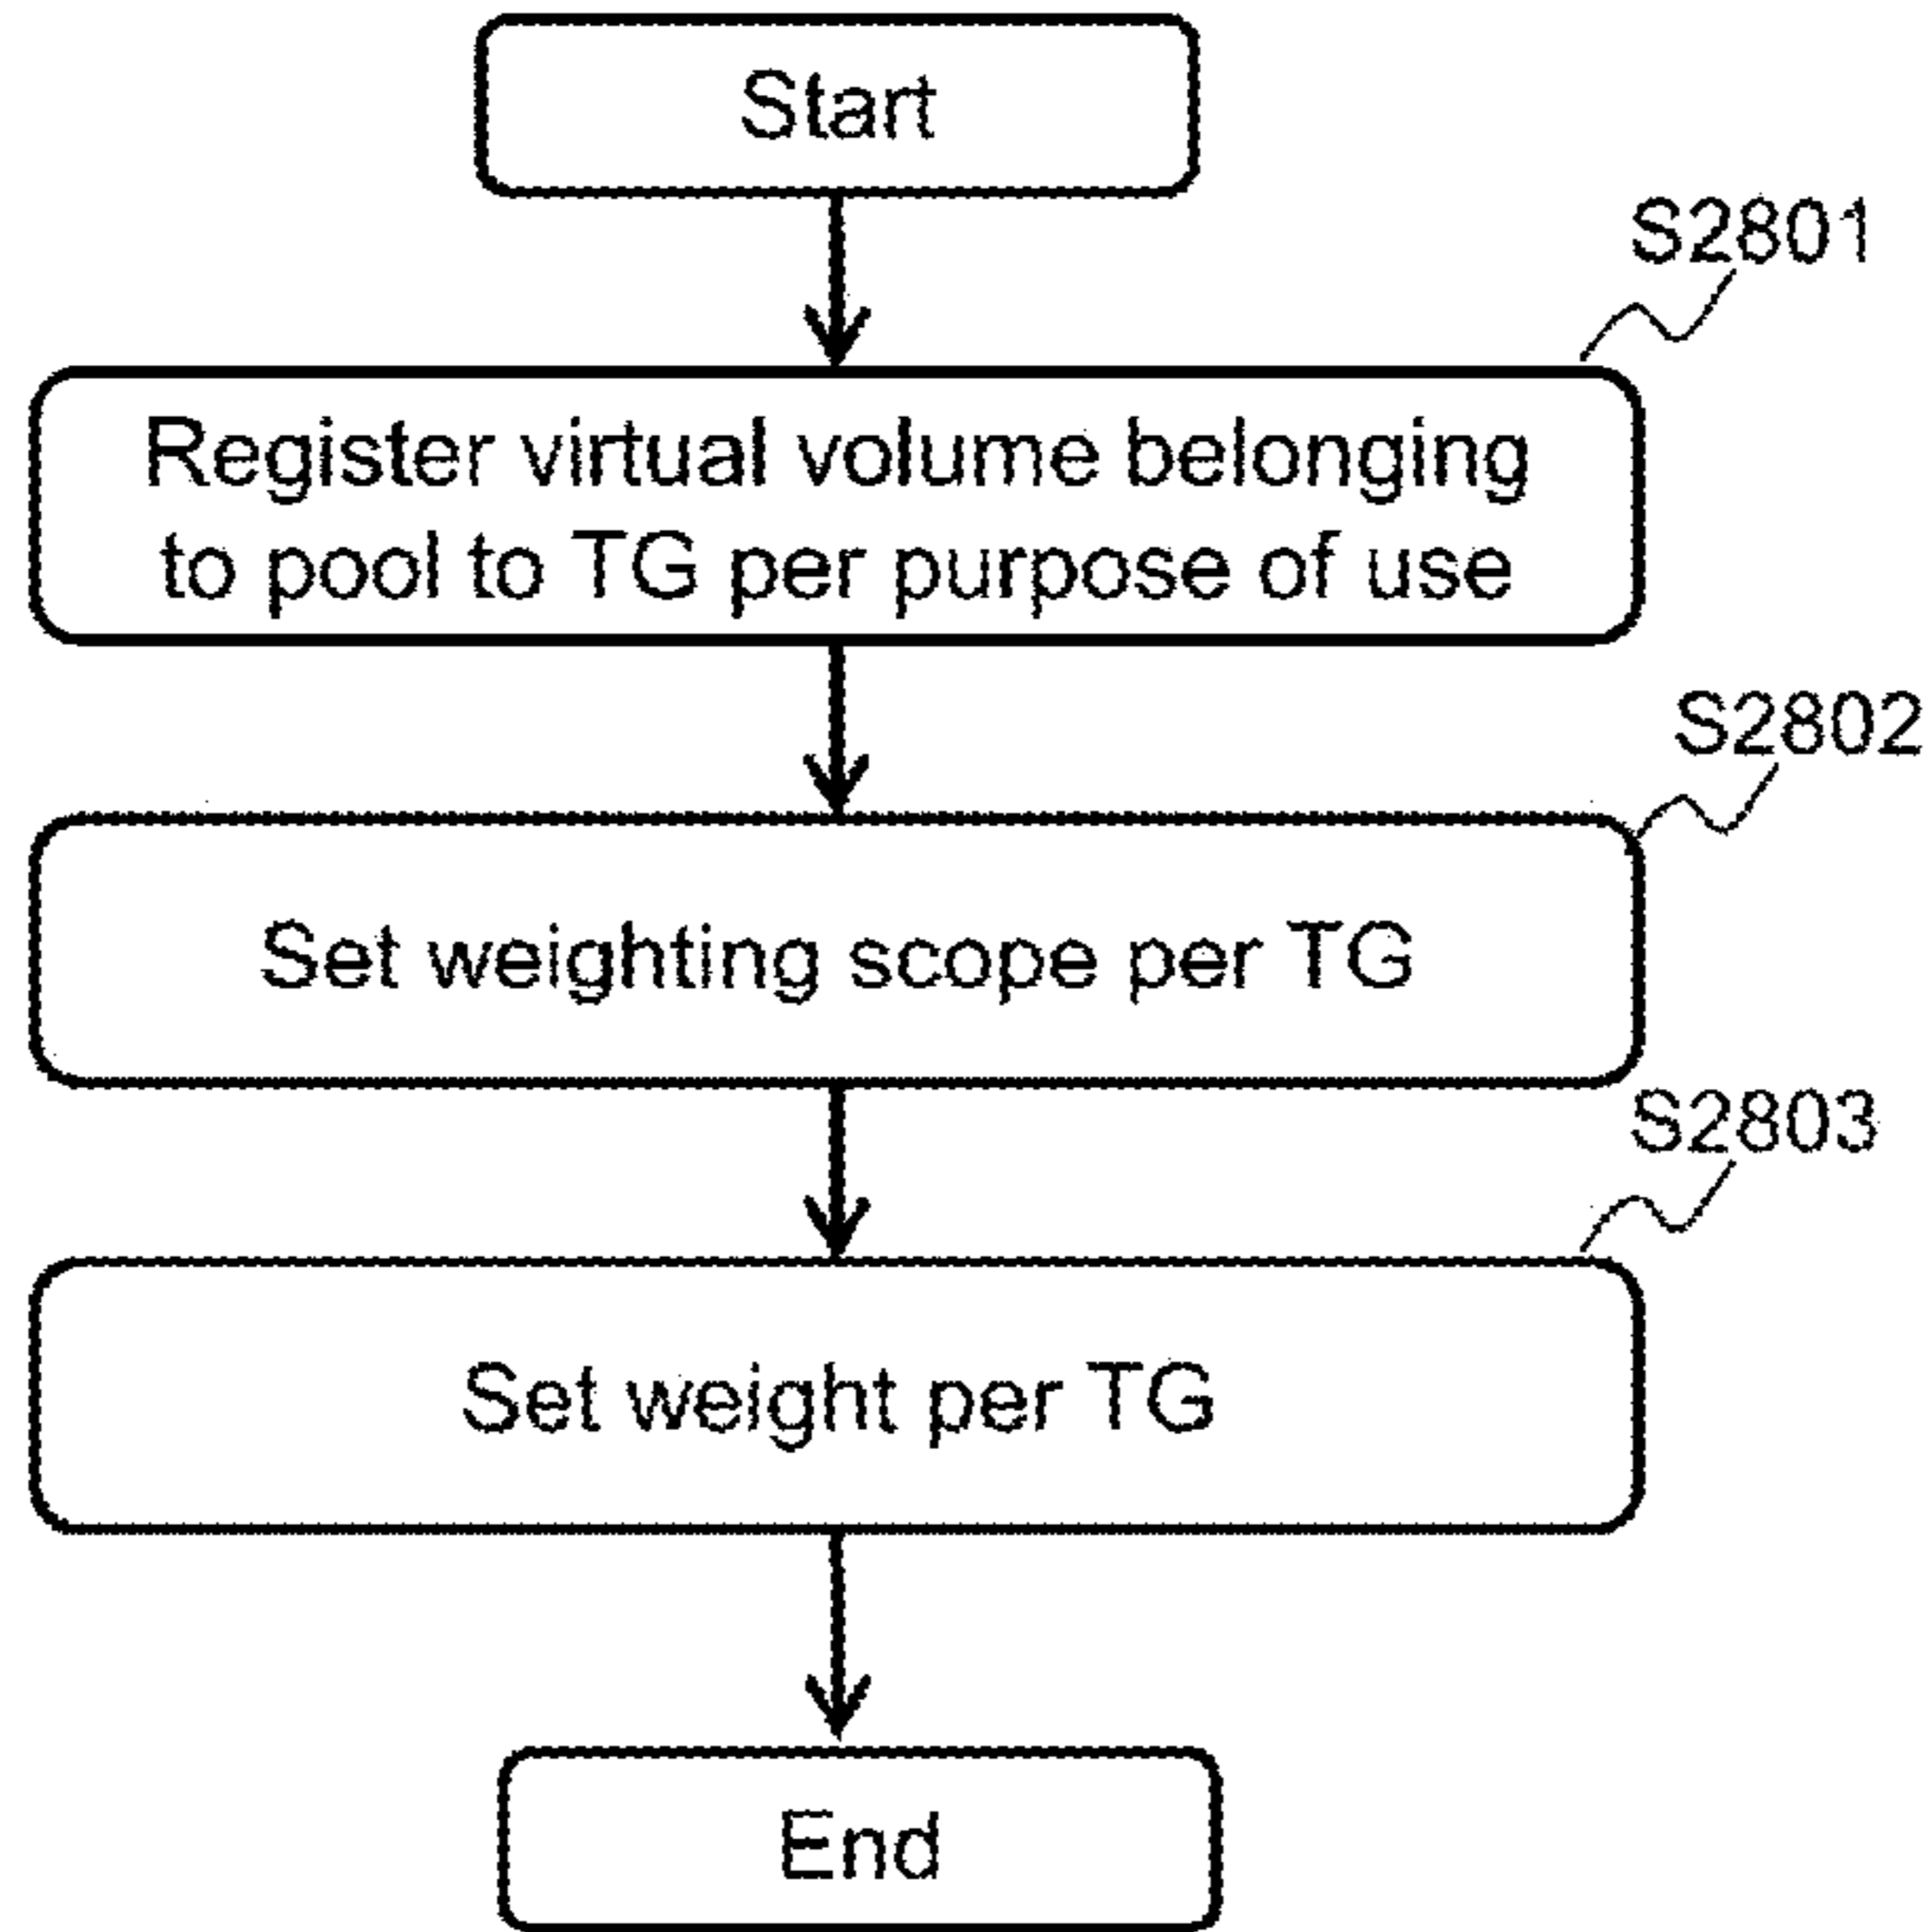 Start
S2801
Register virtual volume belonging
to pool to TG per purpose of use
S2802
Set weighting scope per TG
S2803
Set weight per TG
End